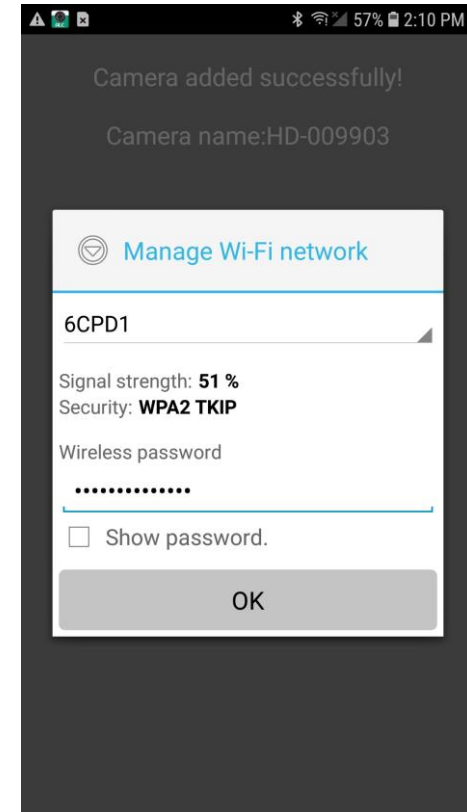 57% 2:10 PM
Camera added successfully!
Camera name:HD-009903
Manage Wi-Fi network
6CPD1
Signal strength: 51 %
Security: WPA2 TKIP
Wireless password
••••••••••••••
Show password.
OK